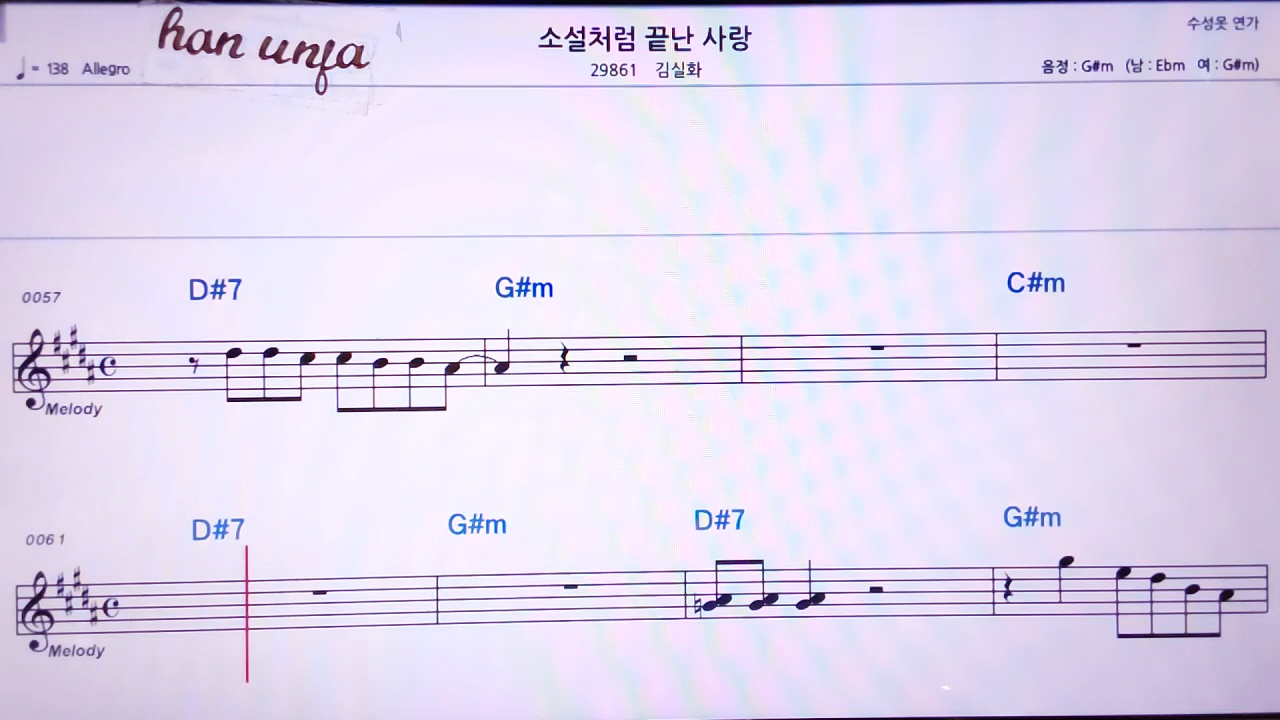 han unfa
소설처럼 끝난 사랑
수성못 연가
♩= 138 Allegro
29861 김실화
음정 : G#m (남 : Ebm 여 : G#m)
D#7 G#m C#m
0057
Melody
D#7 G#m D#7 G#m
0061
Melody